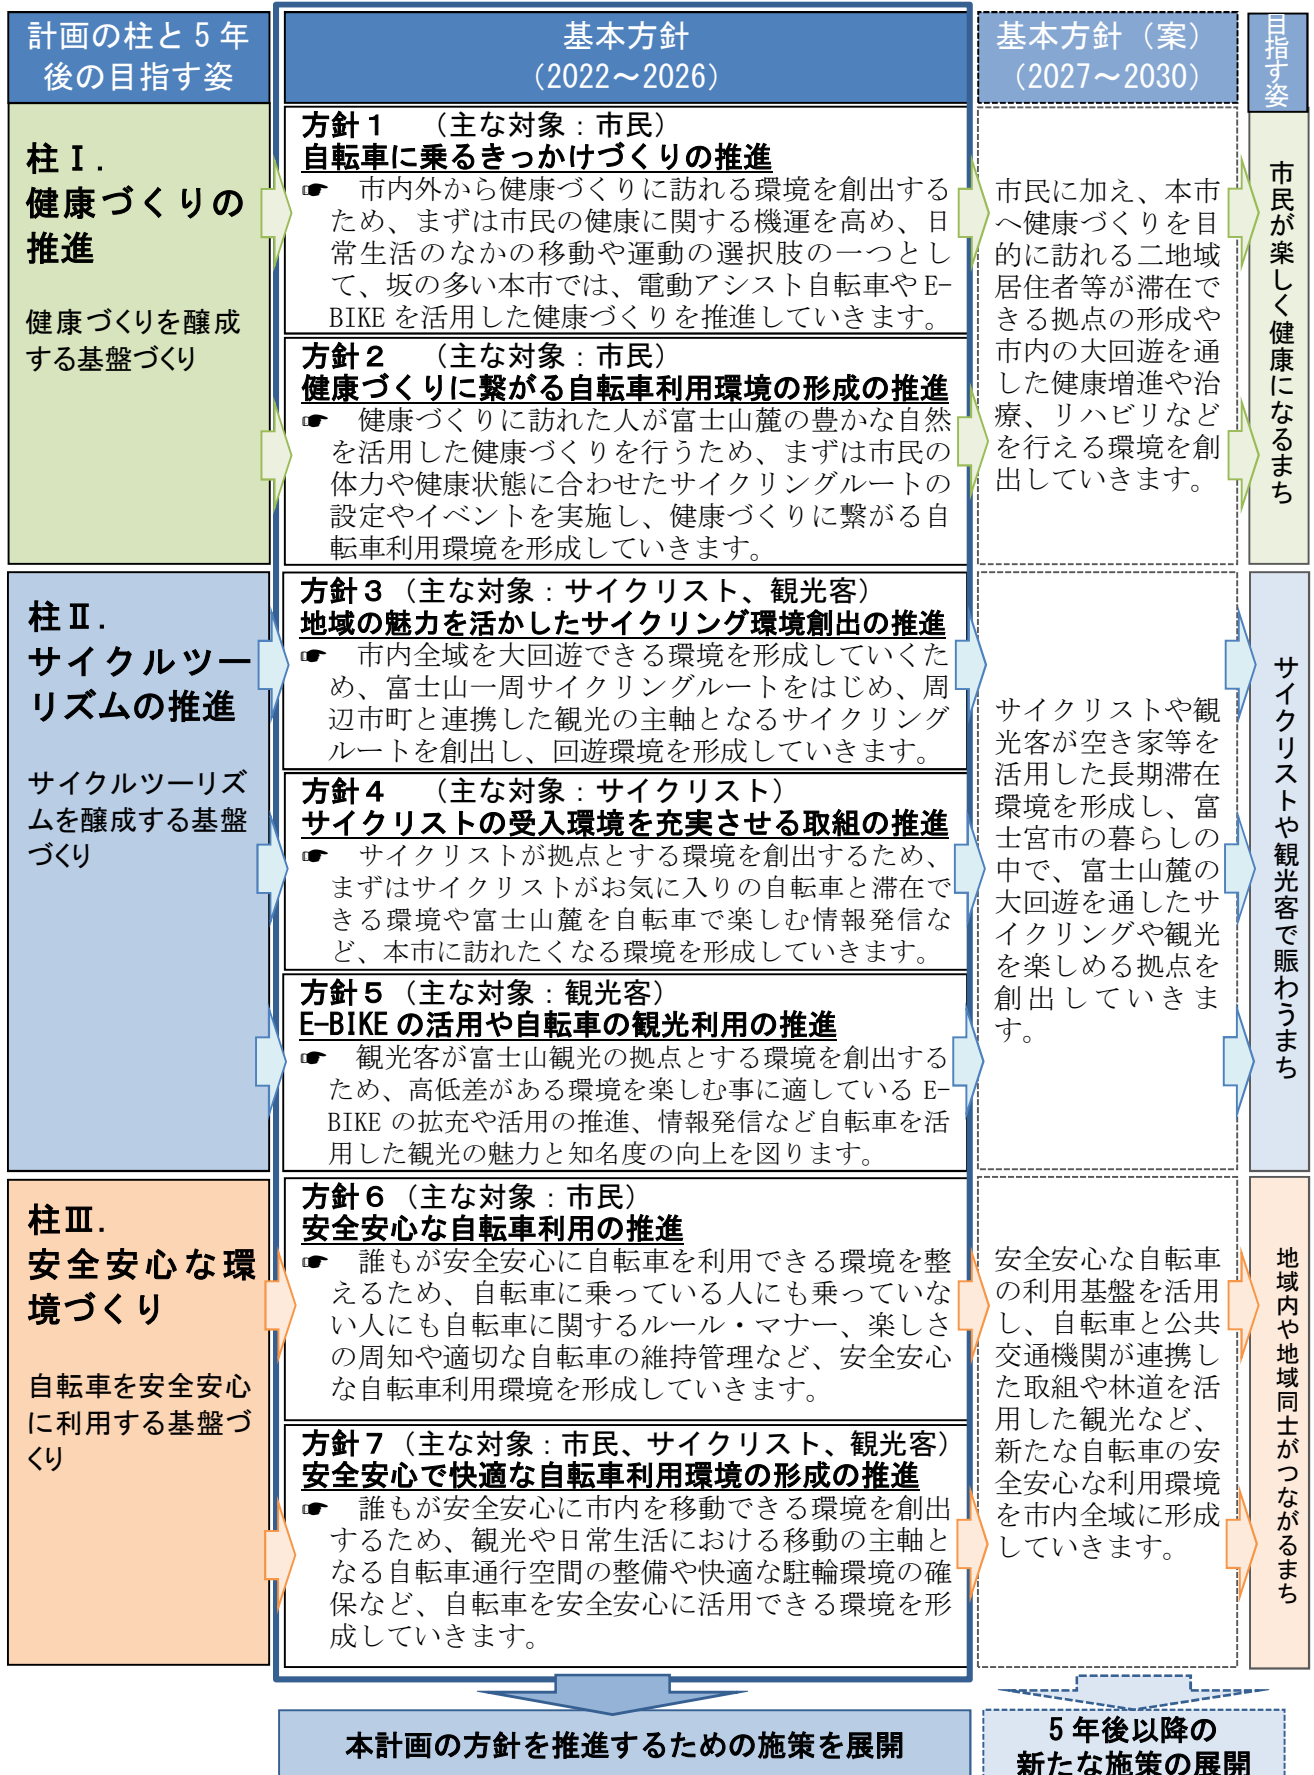 計画の柱と5年
後の目指す姿
基本方針
(2022～2026)
基本方針(案)
(2027～2030)
目指す姿
柱Ⅰ.
健康づくりの
推進
健康づくりを醸成
する基盤づくり
方針1 (主な対象:市民)
自転車に乗るきっかけづくりの推進
☛ 市内外から健康づくりに訪れる環境を創出する
ため、まずは市民の健康に関する機運を高め、日
常生活のなかの移動や運動の選択肢の一つとし
て、坂の多い本市では、電動アシスト自転車やE-
BIKEを活用した健康づくりを推進していきます。
方針2 (主な対象:市民)
健康づくりに繋がる自転車利用環境の形成の推進
☛ 健康づくりに訪れた人が富士山麓の豊かな自然
を活用した健康づくりを行うため、まずは市民の
体力や健康状態に合わせたサイクリングルートの
設定やイベントを実施し、健康づくりに繋がる自
転車利用環境を形成していきます。
市民に加え、本市
へ健康づくりを目
的に訪れる二地域
居住者等が滞在で
きる拠点の形成や
市内の大回遊を通
した健康増進や治
療、リハビリなど
を行える環境を創
出していきます。
市民が楽しく健康になるまち
柱Ⅱ.
サイクルツー
リズムの推進
サイクルツーリズ
ムを醸成する基盤
づくり
方針3(主な対象:サイクリスト、観光客)
地域の魅力を活かしたサイクリング環境創出の推進
☛ 市内全域を大回遊できる環境を形成していくた
め、富士山一周サイクリングルートをはじめ、周
辺市町と連携した観光の主軸となるサイクリング
ルートを創出し、回遊環境を形成していきます。
方針4 (主な対象:サイクリスト)
サイクリストの受入環境を充実させる取組の推進
☛ サイクリストが拠点とする環境を創出するため、
まずはサイクリストがお気に入りの自転車と滞在で
きる環境や富士山麓を自転車で楽しむ情報発信な
ど、本市に訪れたくなる環境を形成していきます。
方針5(主な対象:観光客)
E-BIKEの活用や自転車の観光利用の推進
☛ 観光客が富士山観光の拠点とする環境を創出する
ため、高低差がある環境を楽しむ事に適しているE-
BIKEの拡充や活用の推進、情報発信など自転車を活
用した観光の魅力と知名度の向上を図ります。
サイクリストや観
光客が空き家等を
活用した長期滞在
環境を形成し、富
士宮市の暮らしの
中で、富士山麓の
大回遊を通したサ
イクリングや観光
を楽しめる拠点を
創出していきま
す。
サイクリストや観光客で賑わうまち
柱Ⅲ.
安全安心な環
境づくり
自転車を安全安心
に利用する基盤づ
くり
方針6(主な対象:市民)
安全安心な自転車利用の推進
☛ 誰もが安全安心に自転車を利用できる環境を整
えるため、自転車に乗っている人にも乗っていな
い人にも自転車に関するルール・マナー、楽しさ
の周知や適切な自転車の維持管理など、安全安心
な自転車利用環境を形成していきます。
方針7(主な対象:市民、サイクリスト、観光客)
安全安心で快適な自転車利用環境の形成の推進
☛ 誰もが安全安心に市内を移動できる環境を創出
するため、観光や日常生活における移動の主軸と
なる自転車通行空間の整備や快適な駐輪環境の確
保など、自転車を安全安心に活用できる環境を形
成していきます。
安全安心な自転車
の利用基盤を活用
し、自転車と公共
交通機関が連携し
た取組や林道を活
用した観光など、
新たな自転車の安
全安心な利用環境
を市内全域に形成
していきます。
地域内や地域同士がつながるまち
本計画の方針を推進するための施策を展開
5年後以降の
新たな施策の展開